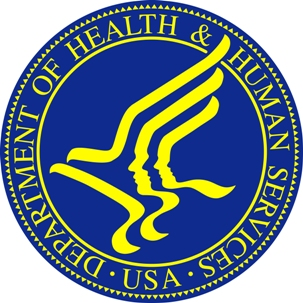 DEPARTMENT OF HEALTH & HUMAN SERVICES
· USA ·